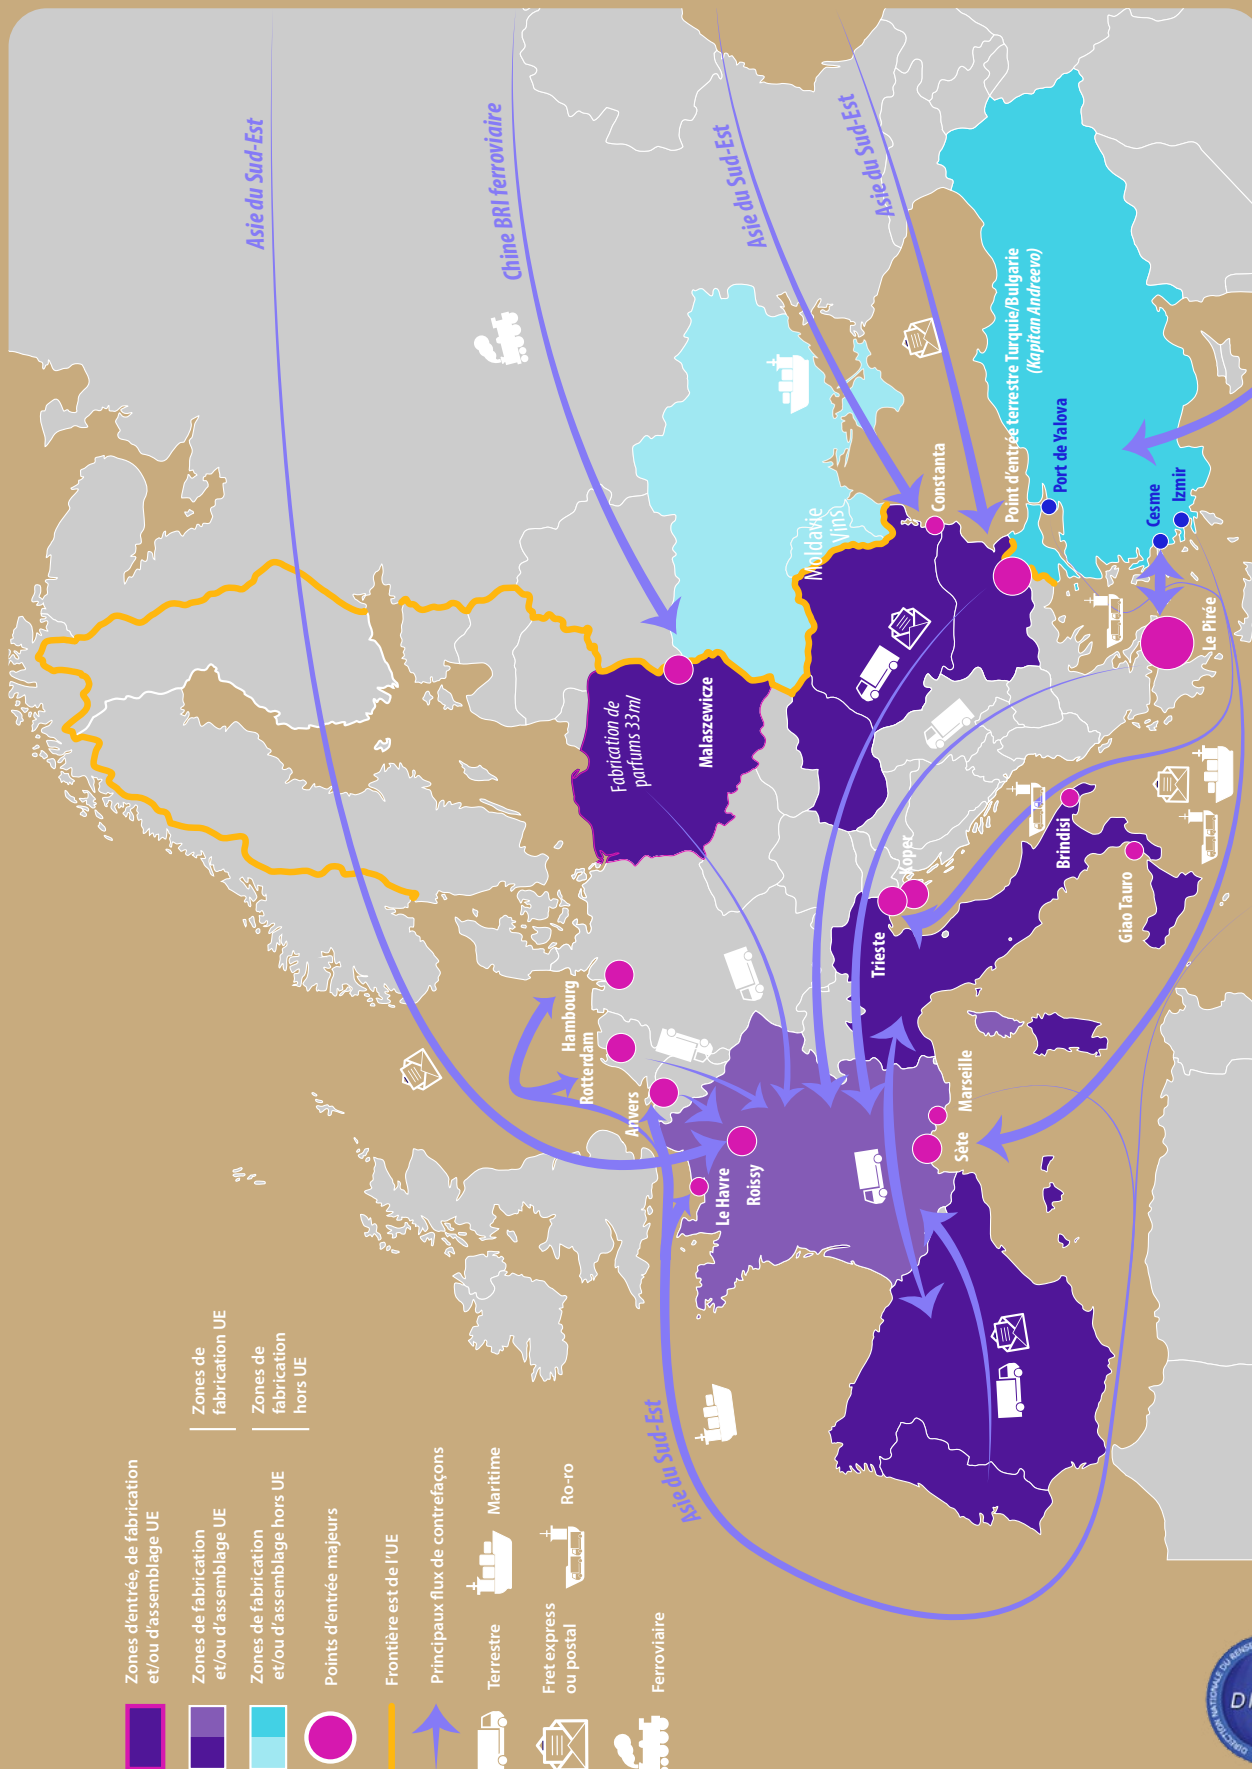 Zones d'entrée, de fabrication
et/ou d'assemblage UE
Zones de fabrication
et/ou d'assemblage UE
Zones de
fabrication UE
Zones de fabrication
et/ou d'assemblage hors UE
Zones de
fabrication
hors UE
Points d'entrée majeurs
Frontière est de l'UE
Principaux flux de contrefaçons
Terrestre
Maritime
Fret express
ou postal
Ro-ro
Ferroviaire
Asie du Sud-Est
Chine BRI ferroviaire
Asie du Sud-Est
Asie du Sud-Est
Asie du Sud-Est
Hambourg
Rotterdam
Anvers
Le Havre
Roissy
Fabrication de
parfums 33ml
Malaszewicze
Moldavie
Vins
Constanta
Point d'entrée terrestre Turquie/Bulgarie
(Kapitan Andreevo)
Port de Yalova
Cesme
Izmir
Le Pirée
Koper
Trieste
Brindisi
Giao Tauro
Marseille
Sète
DIRECTION NATIONALE DU